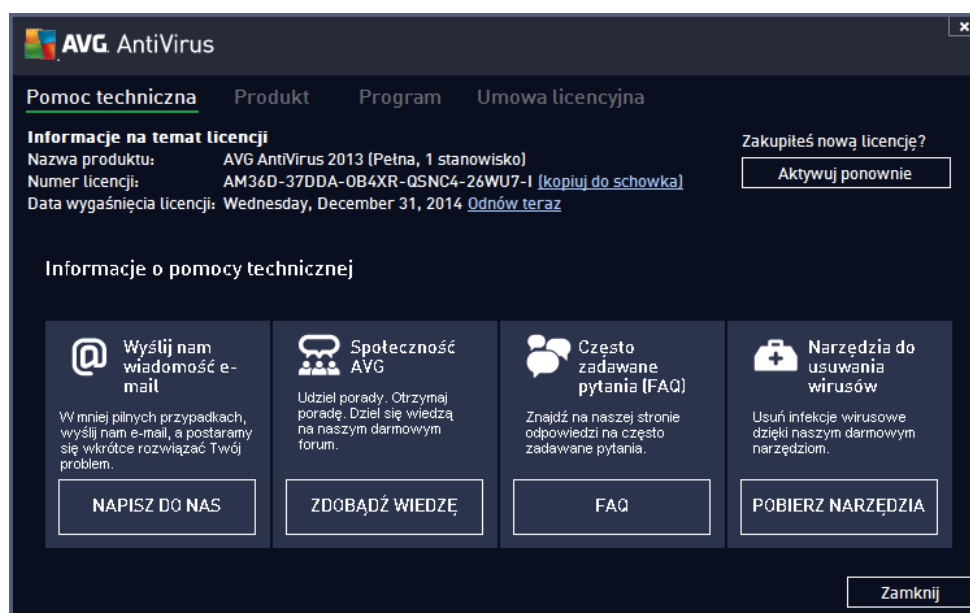 AVG. AntiVirus
Pomoc techniczna Produkt Program Umowa licencyjna
Informacje na temat licencji
Nazwa produktu: AVG AntiVirus 2013 (Pełna, 1 stanowisko)
Numer licencji: AM36D-37DDA-OB4XR-QSNC4-26WU7-I (kopiuj do schowka)
Data wygaśnięcia licencji: Wednesday, December 31, 2014 Odnów teraz
Zakupiłeś nową licencję?
Aktywuj ponownie
Informacje o pomocy technicznej
Wyślij nam
wiadomość e-
mail
W mniej pilnych przypadkach,
wyślij nam e-mail, a postaramy
się wkrótce rozwiązać Twój
problem.
NAPISZ DO NAS
Społeczność
AVG
Udziel porady. Otrzymaj
poradę. Dziel się wiedzą
na naszym darmowym
forum.
ZDOBĄDŹ WIEDZĘ
Często
zadawane
pytania (FAQ)
Znajdź na naszej stronie
odpowiedzi na często
zadawane pytania.
FAQ
Narzędzia do
usuwania
wirusów
Usuń infekcje wirusowe
dzięki naszym darmowym
narzędziom.
POBIERZ NARZĘDZIA
Zamknij